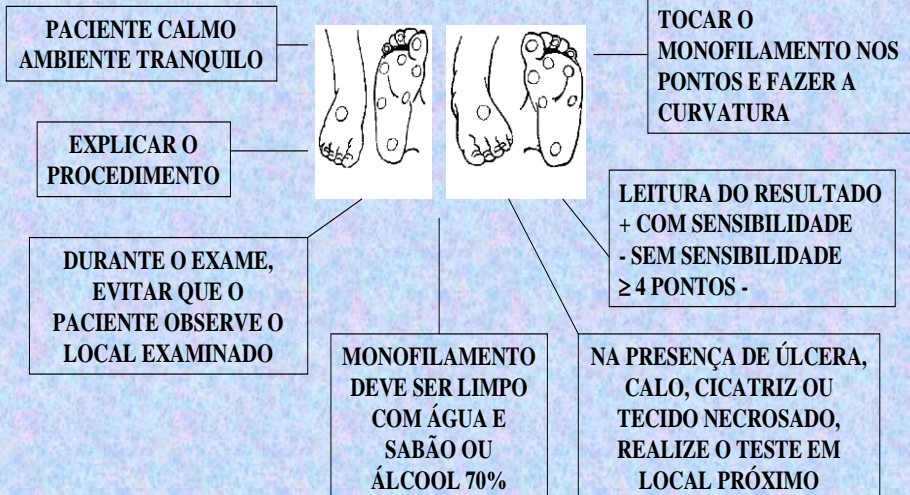 PACIENTE CALMO
AMBIENTE TRANQUILO
TOCAR O
MONOFILAMENTO NOS
PONTOS E FAZER A
CURVATURA
EXPLICAR O
PROCEDIMENTO
LEITURA DO RESULTADO
+ COM SENSIBILIDADE
- SEM SENSIBILIDADE
≥ 4 PONTOS -
DURANTE O EXAME,
EVITAR QUE O
PACIENTE OBSERVE O
LOCAL EXAMINADO
MONOFILAMENTO
DEVE SER LIMPO
COM ÁGUA E
SABÃO OU
ÁLCOOL 70%
NA PRESENÇA DE ÚLCERA,
CALO, CICATRIZ OU
TECIDO NECROSADO,
REALIZE O TESTE EM
LOCAL PRÓXIMO